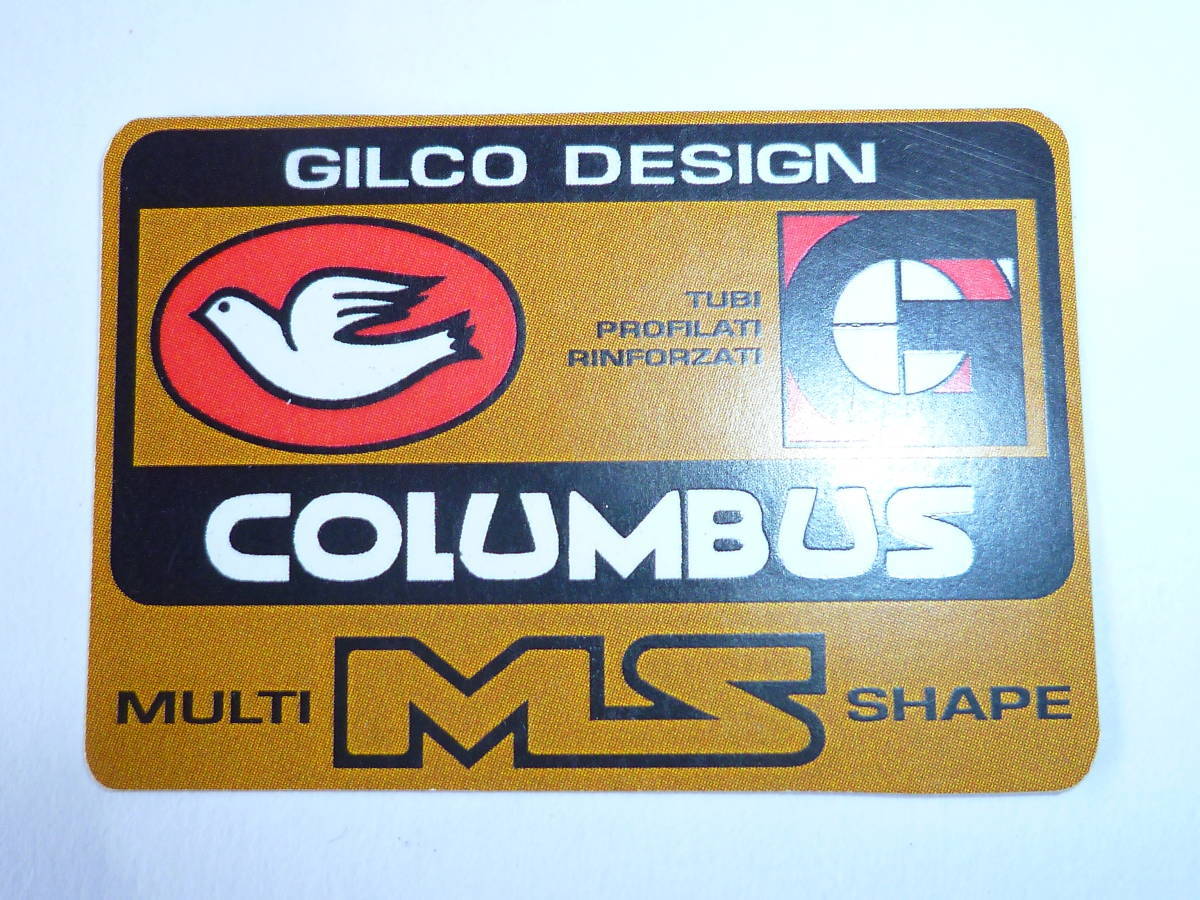 GILCO DESIGN
TUBI
PROFILATI
RINFORZATI
COLUMBUS
MULTI MS SHAPE